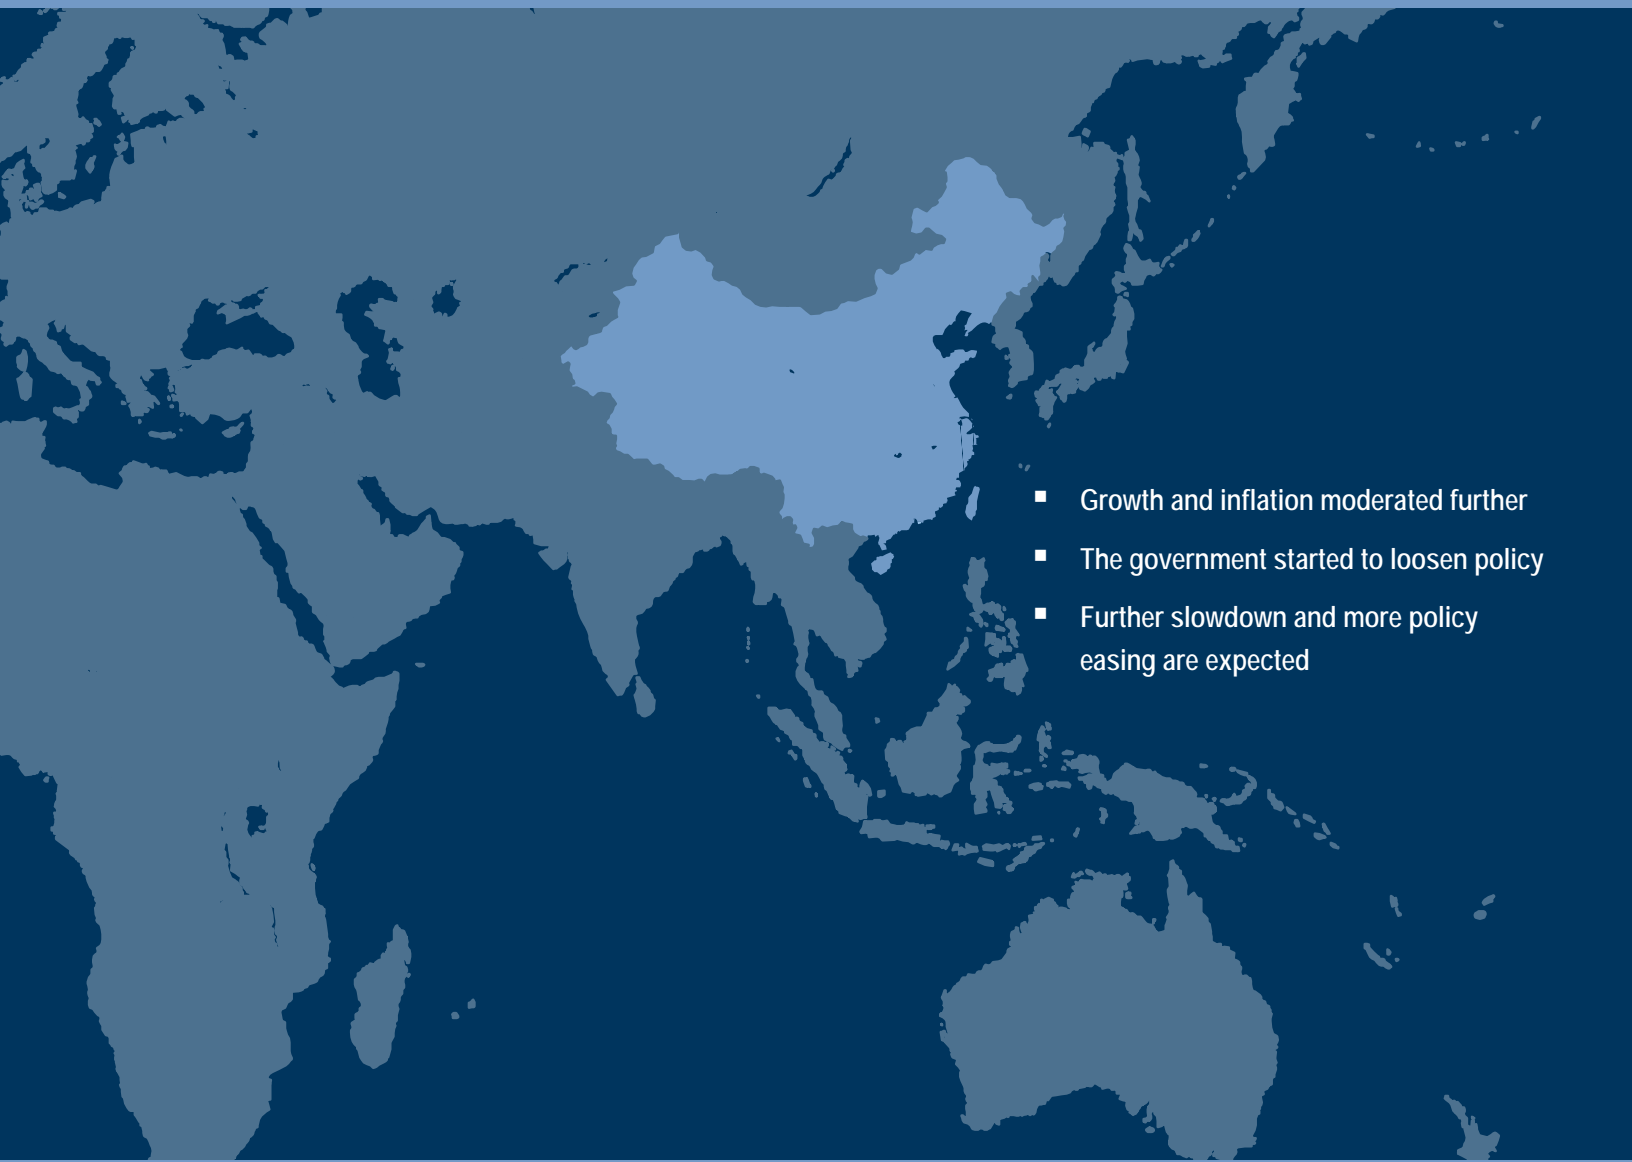 Growth and inflation moderated further
The government started to loosen policy
Further slowdown and more policy
easing are expected